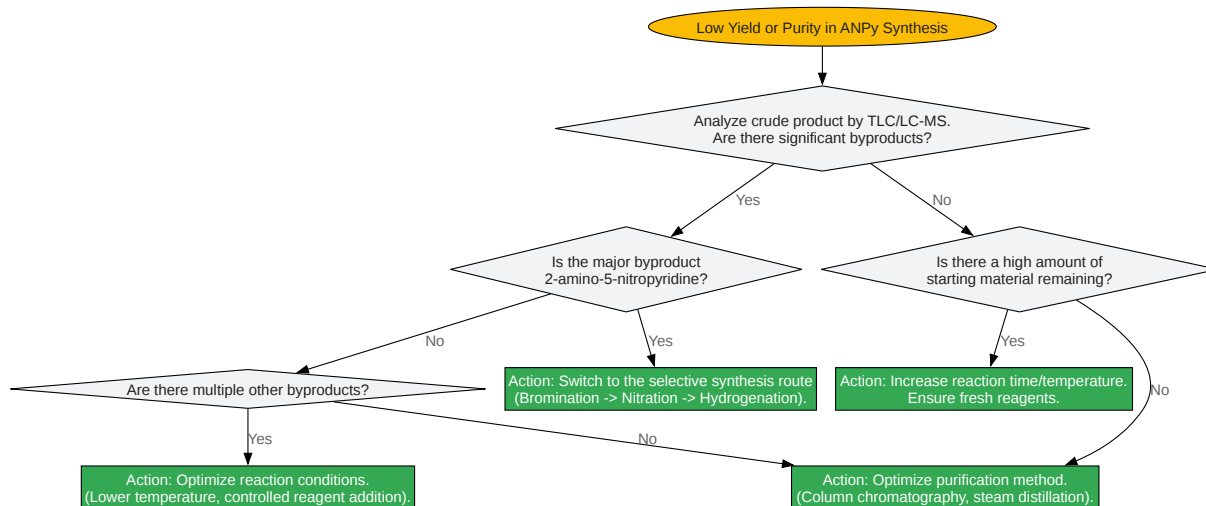 Low Yield or Purity in ANPy Synthesis
Analyze crude product by TLC/LC-MS.
Are there significant byproducts?
Yes
No
Is the major byproduct
2-amino-5-nitropyridine?
Is there a high amount of
starting material remaining?
No
Yes
Yes
No
Are there multiple other byproducts?
Action: Switch to the selective synthesis route
(Bromination -> Nitration -> Hydrogenation).
Action: Increase reaction time/temperature.
Ensure fresh reagents.
Yes
No
Action: Optimize reaction conditions.
(Lower temperature, controlled reagent addition).
Action: Optimize purification method.
(Column chromatography, steam distillation).